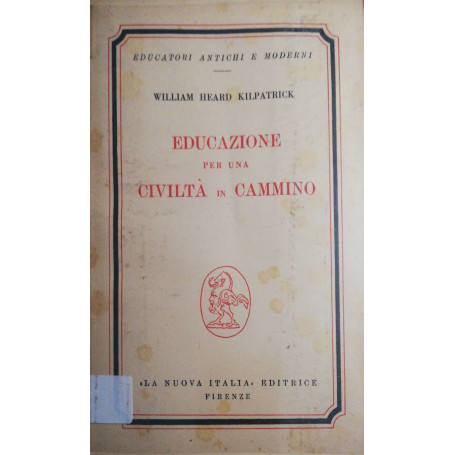 EDUCATORI ANTICHI E MODERNI
WILLIAM HEARD KILPATRICK
EDUCAZIONE
PER UNA
CIVILTÀ IN CAMMINO
«LA NUOVA ITALIA» EDITRICE
FIRENZE